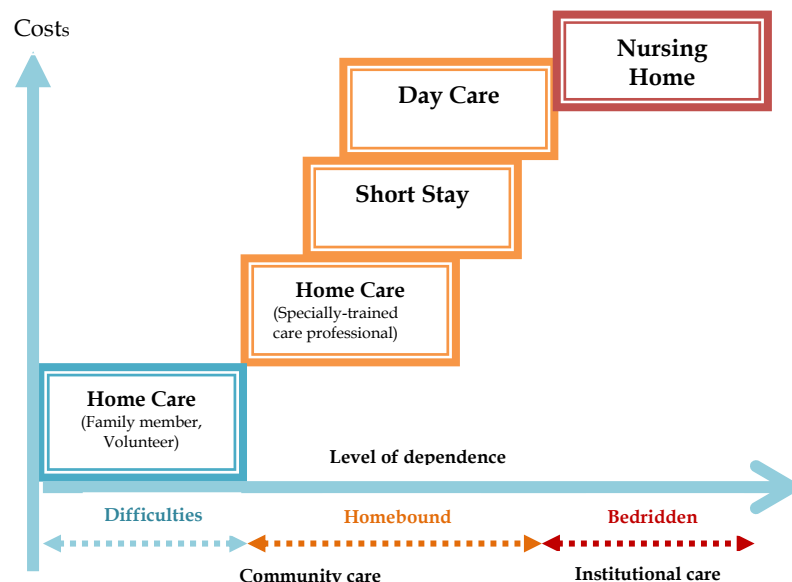 Costs
Nursing
Home
Day Care
Short Stay
Home Care
(Specially-trained
care professional)
Home Care
(Family member,
Volunteer)
Level of dependence
Difficulties
Homebound
Bedridden
Community care
Institutional care